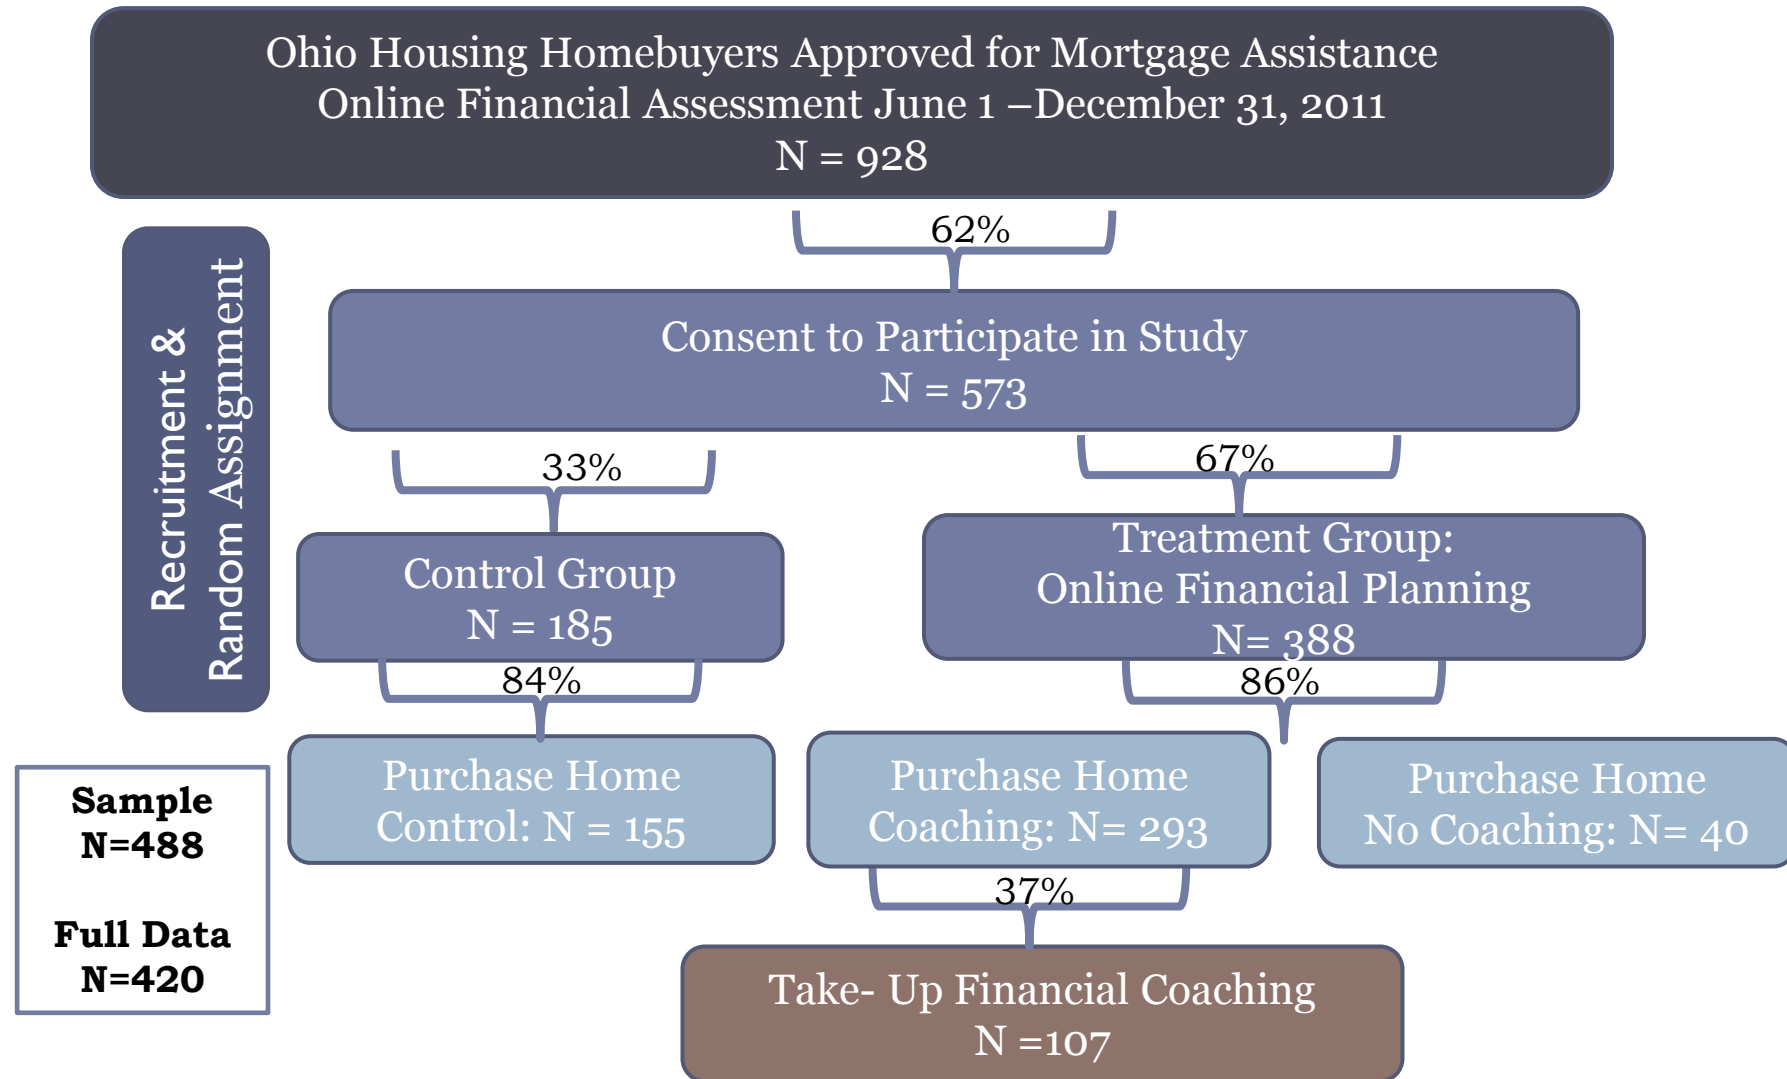 Ohio Housing Homebuyers Approved for Mortgage Assistance
Online Financial Assessment June 1 –December 31, 2011
N = 928
62%
Recruitment &
Random Assignment
Consent to Participate in Study
N = 573
33%
67%
Control Group
N = 185
Treatment Group:
Online Financial Planning
N= 388
84%
86%
Purchase Home
Control: N = 155
Purchase Home
Coaching: N= 293
Purchase Home
No Coaching: N= 40
Sample
N=488
Full Data
N=420
37%
Take- Up Financial Coaching
N =107